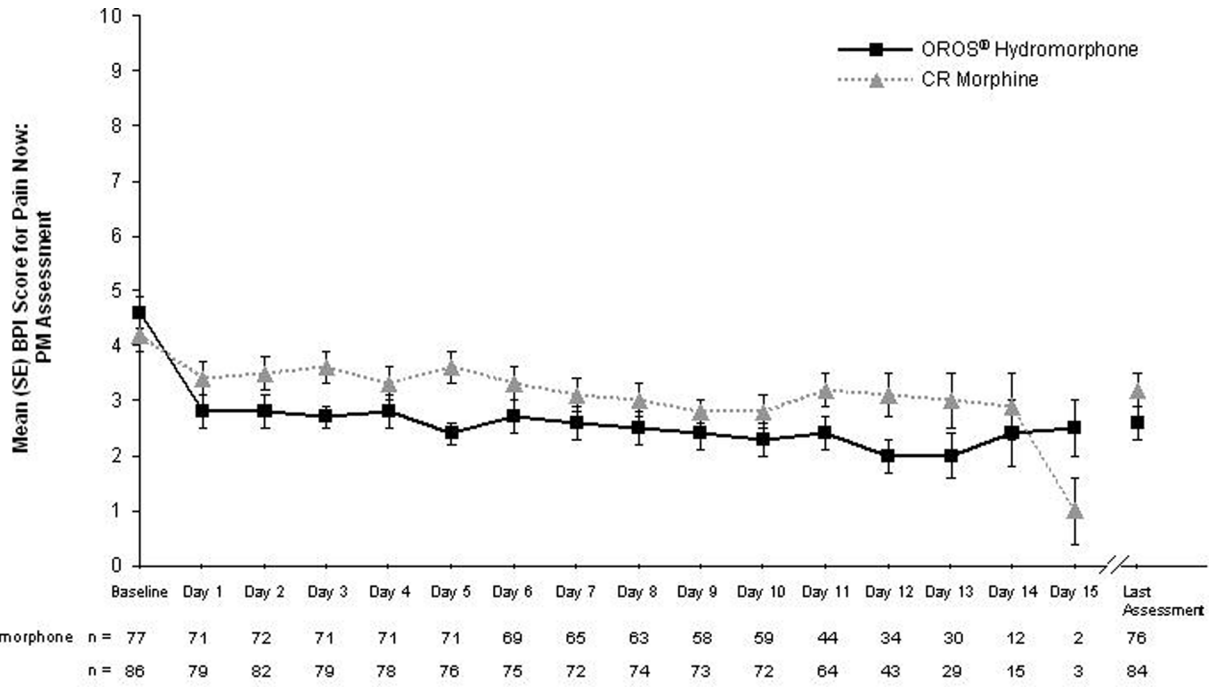 10
9
8
7
6
5
4
3
2
1
0
Mean (SE) BPI Score for Pain Now:
PM Assessment
OROS® Hydromorphone
CR Morphine
Baseline Day 1 Day 2 Day 3 Day 4 Day 5 Day 6 Day 7 Day 8 Day 9 Day 10 Day 11 Day 12 Day 13 Day 14 Day 15 Last
Assessment
morphone n = 77 71 72 71 71 71 69 65 63 58 59 44 34 30 12 2 76
n = 86 79 82 79 78 76 75 72 74 73 72 64 43 29 15 3 84